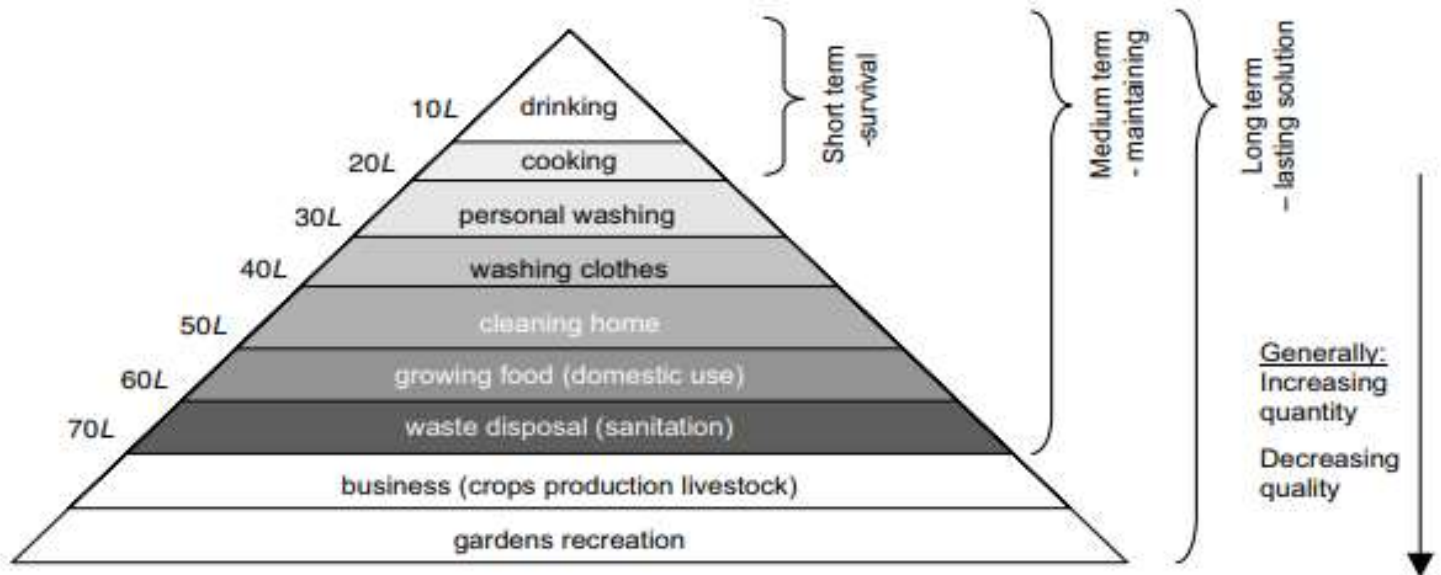 10L
drinking
20L
cooking
30L
personal washing
40L
washing clothes
50L
cleaning home
60L
growing food (domestic use)
70L
waste disposal (sanitation)
business (crops production livestock)
gardens recreation
Short term
-survival
Medium term
- maintaining
Long term
– lasting solution
Generally:
Increasing
quantity
Decreasing
quality